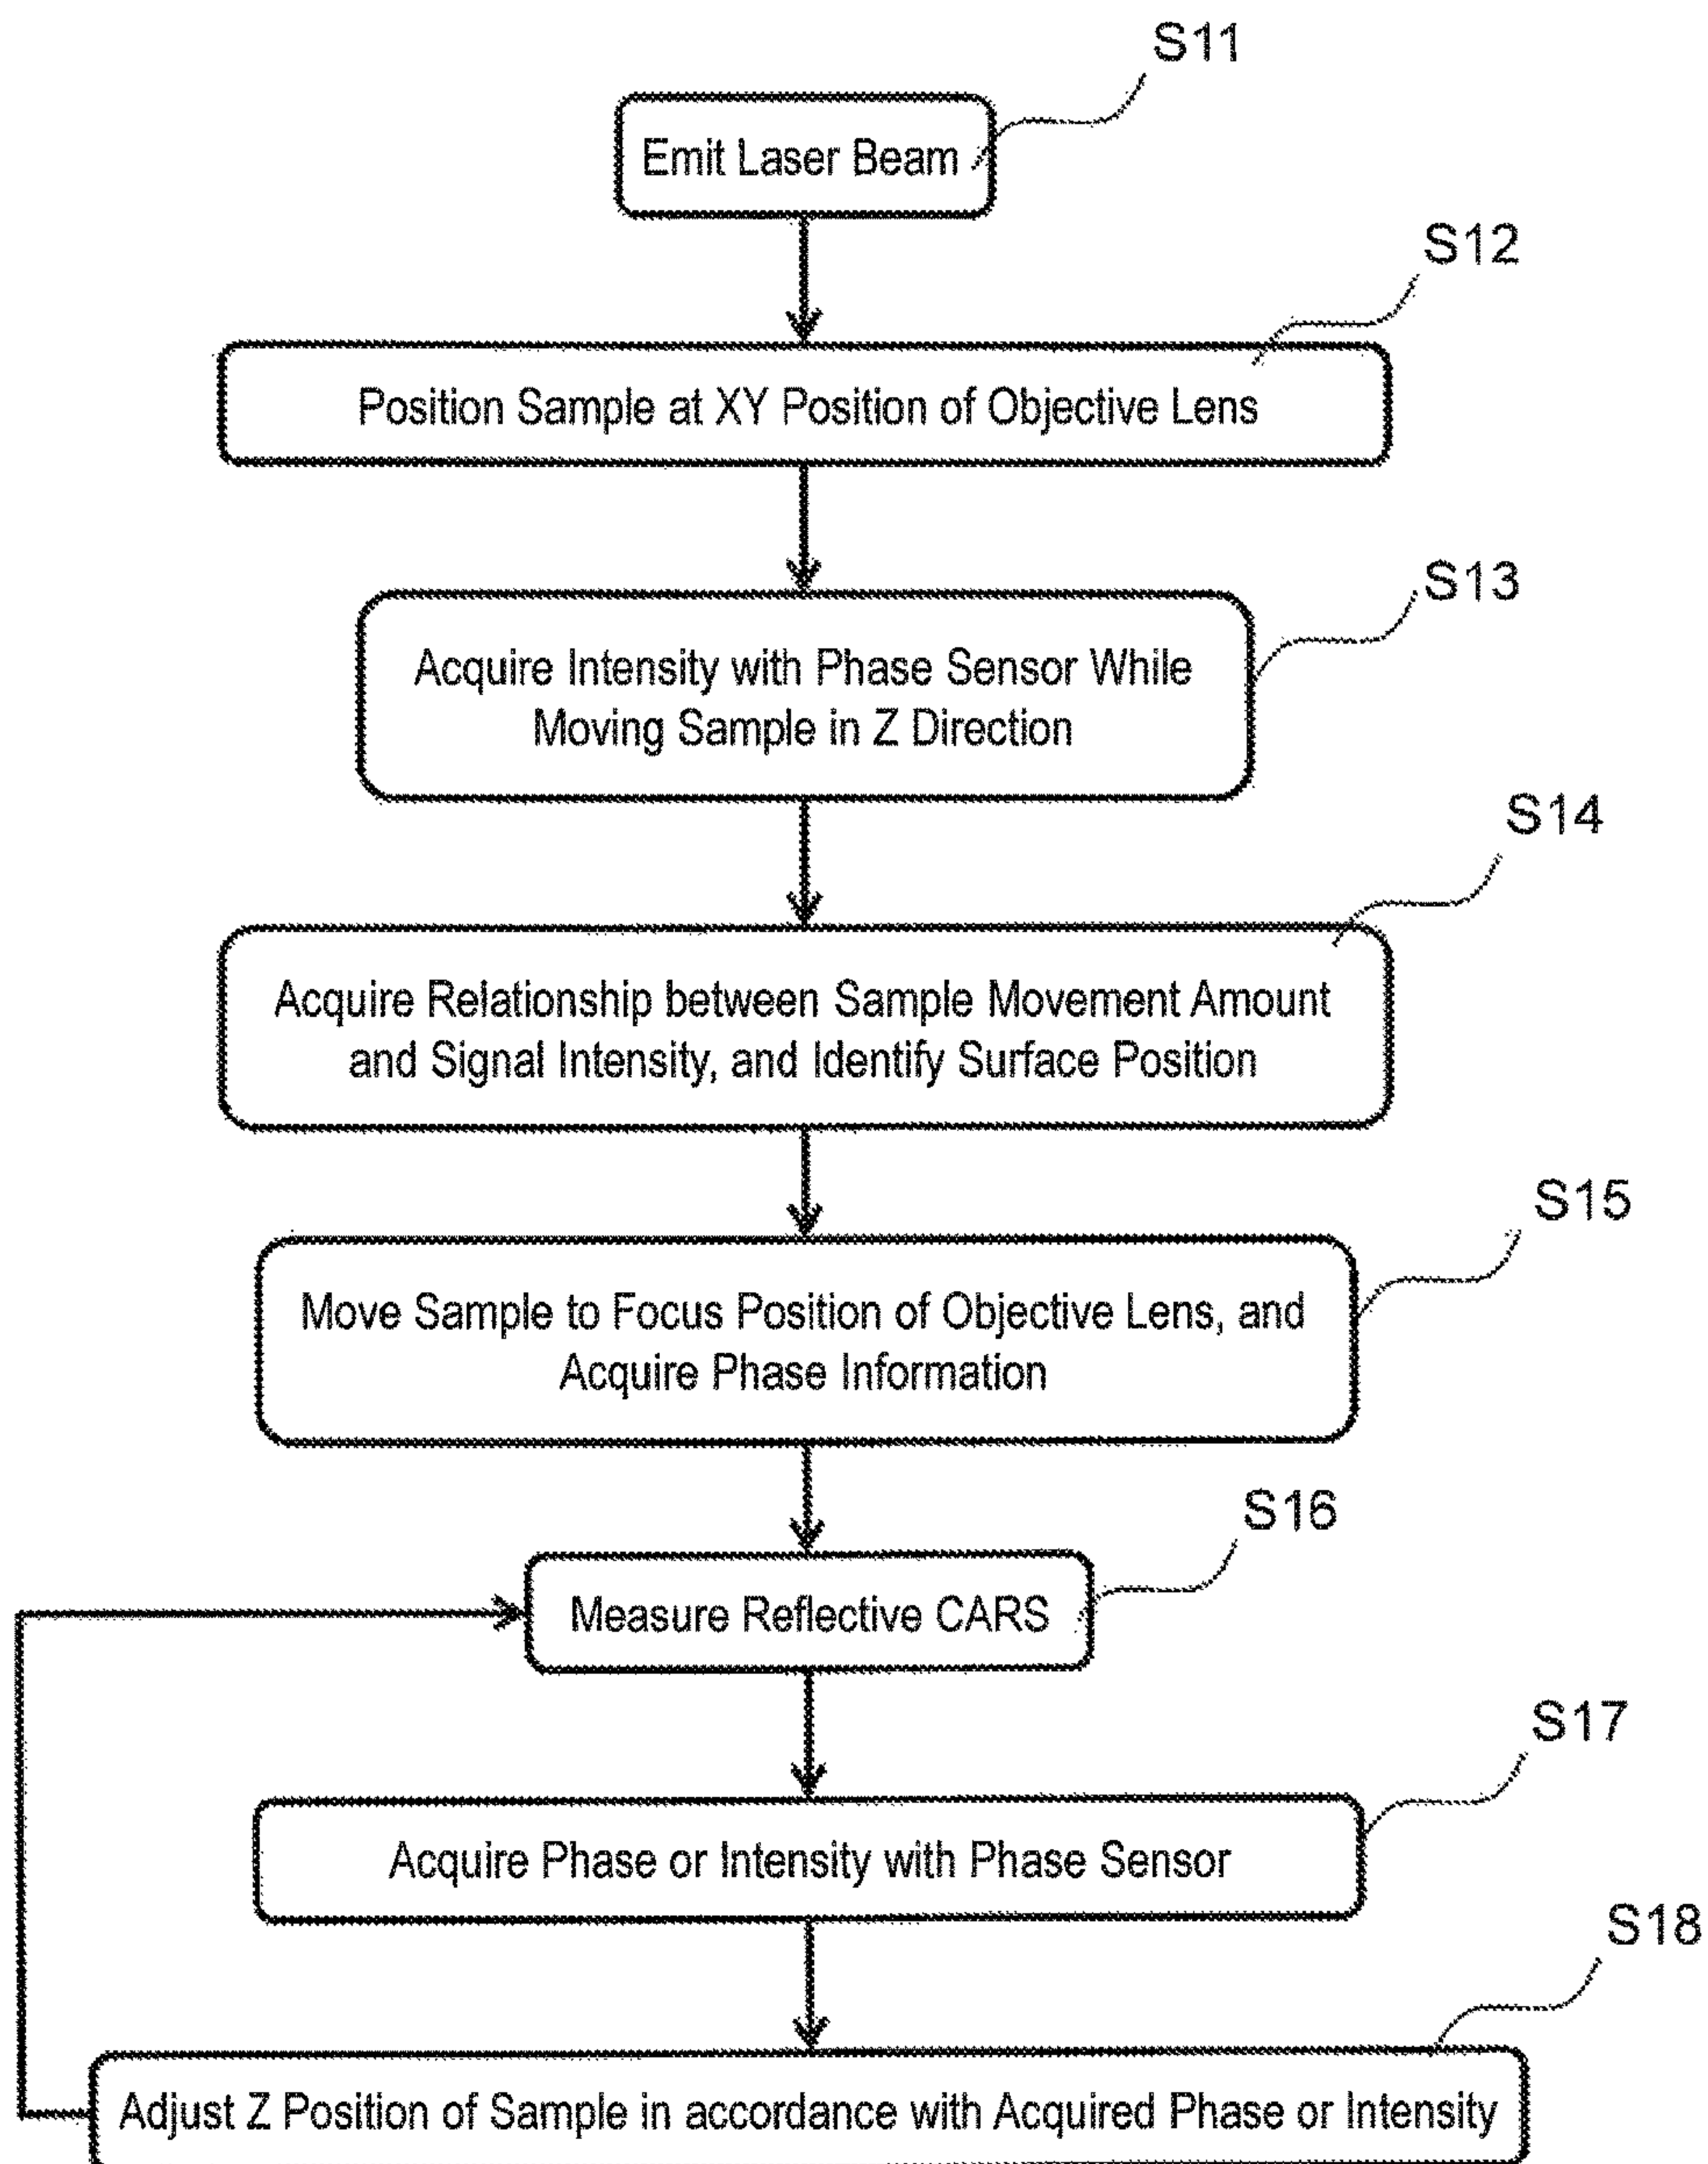 S11
Emit Laser Beam
S12
Position Sample at XY Position of Objective Lens
S13
Acquire Intensity with Phase Sensor While
Moving Sample in Z Direction
S14
Acquire Relationship between Sample Movement Amount
and Signal Intensity, and Identify Surface Position
S15
Move Sample to Focus Position of Objective Lens, and
Acquire Phase Information
S16
Measure Reflective CARS
S17
Acquire Phase or Intensity with Phase Sensor
S18
Adjust Z Position of Sample in accordance with Acquired Phase or Intensity